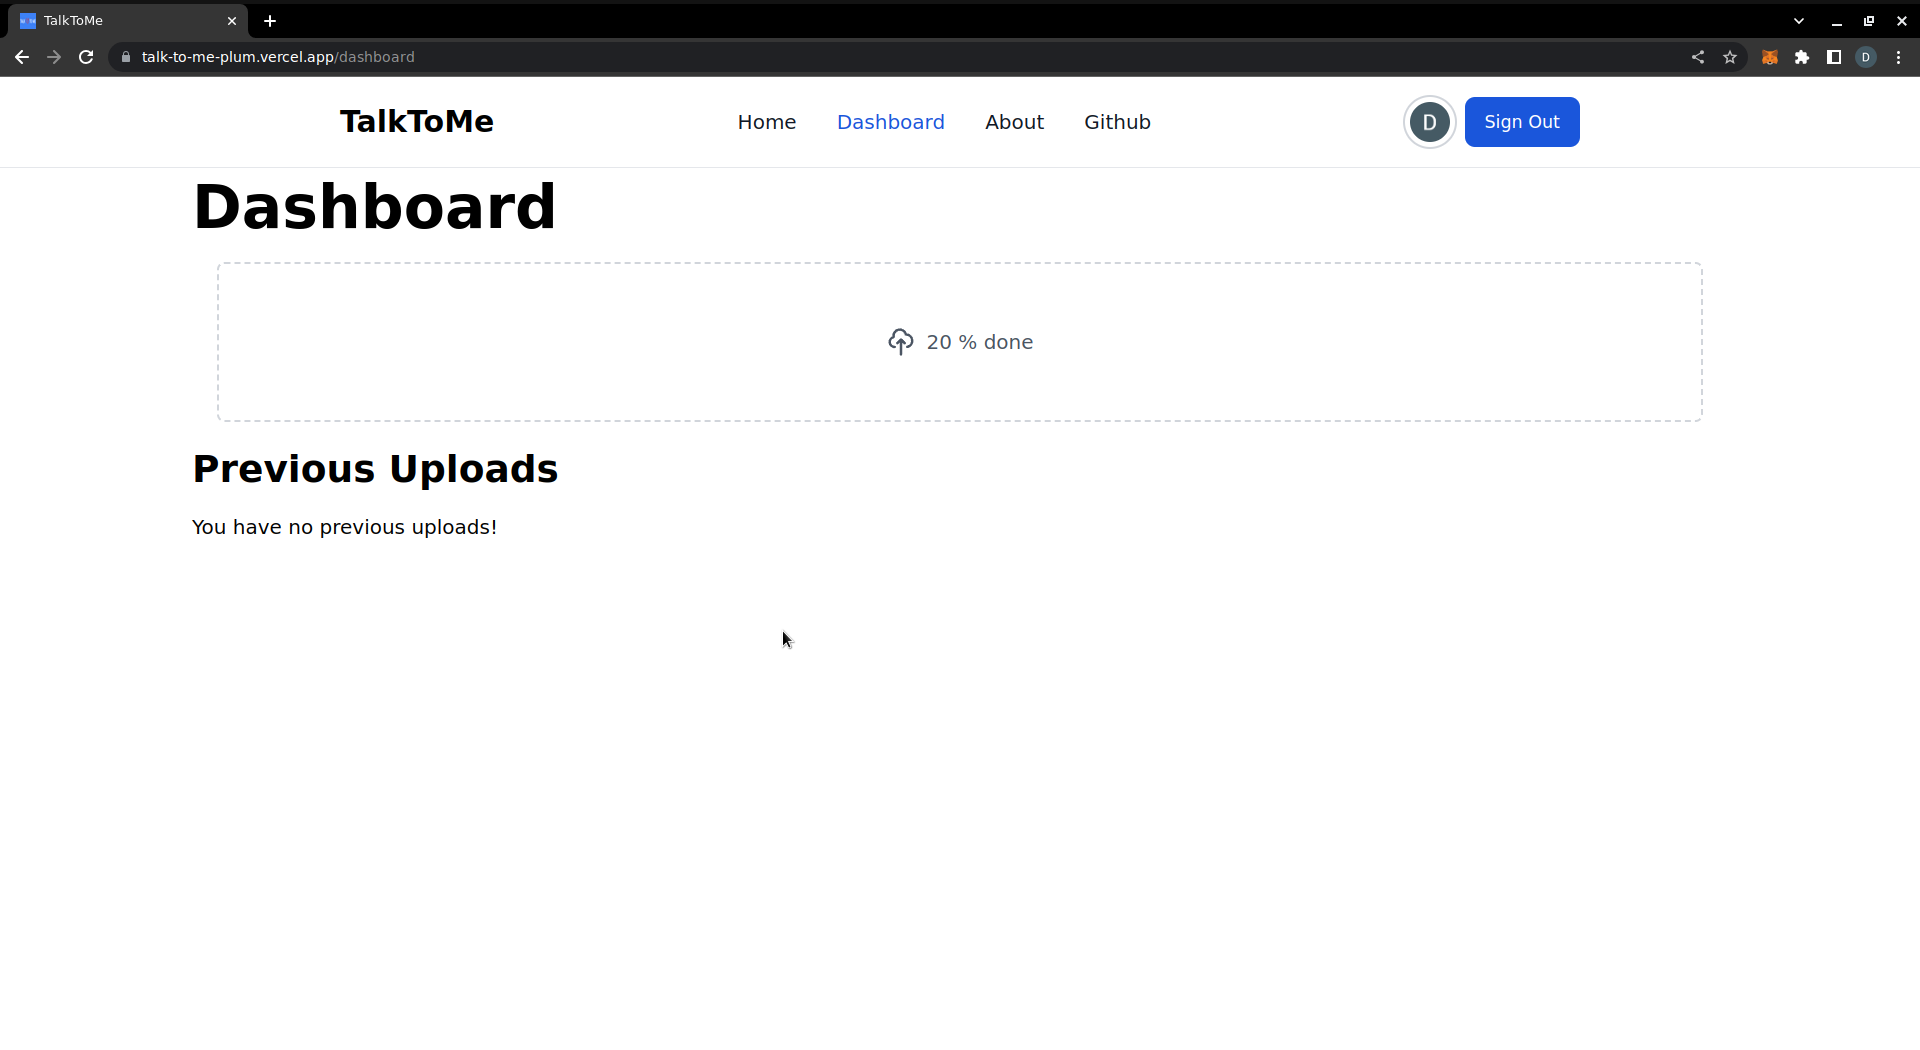 TalkToMe
talk-to-me-plum.vercel.app/dashboard
D
TalkToMe
Home
Dashboard
About
Github
D
Sign Out
Dashboard
20 % done
Previous Uploads
You have no previous uploads!